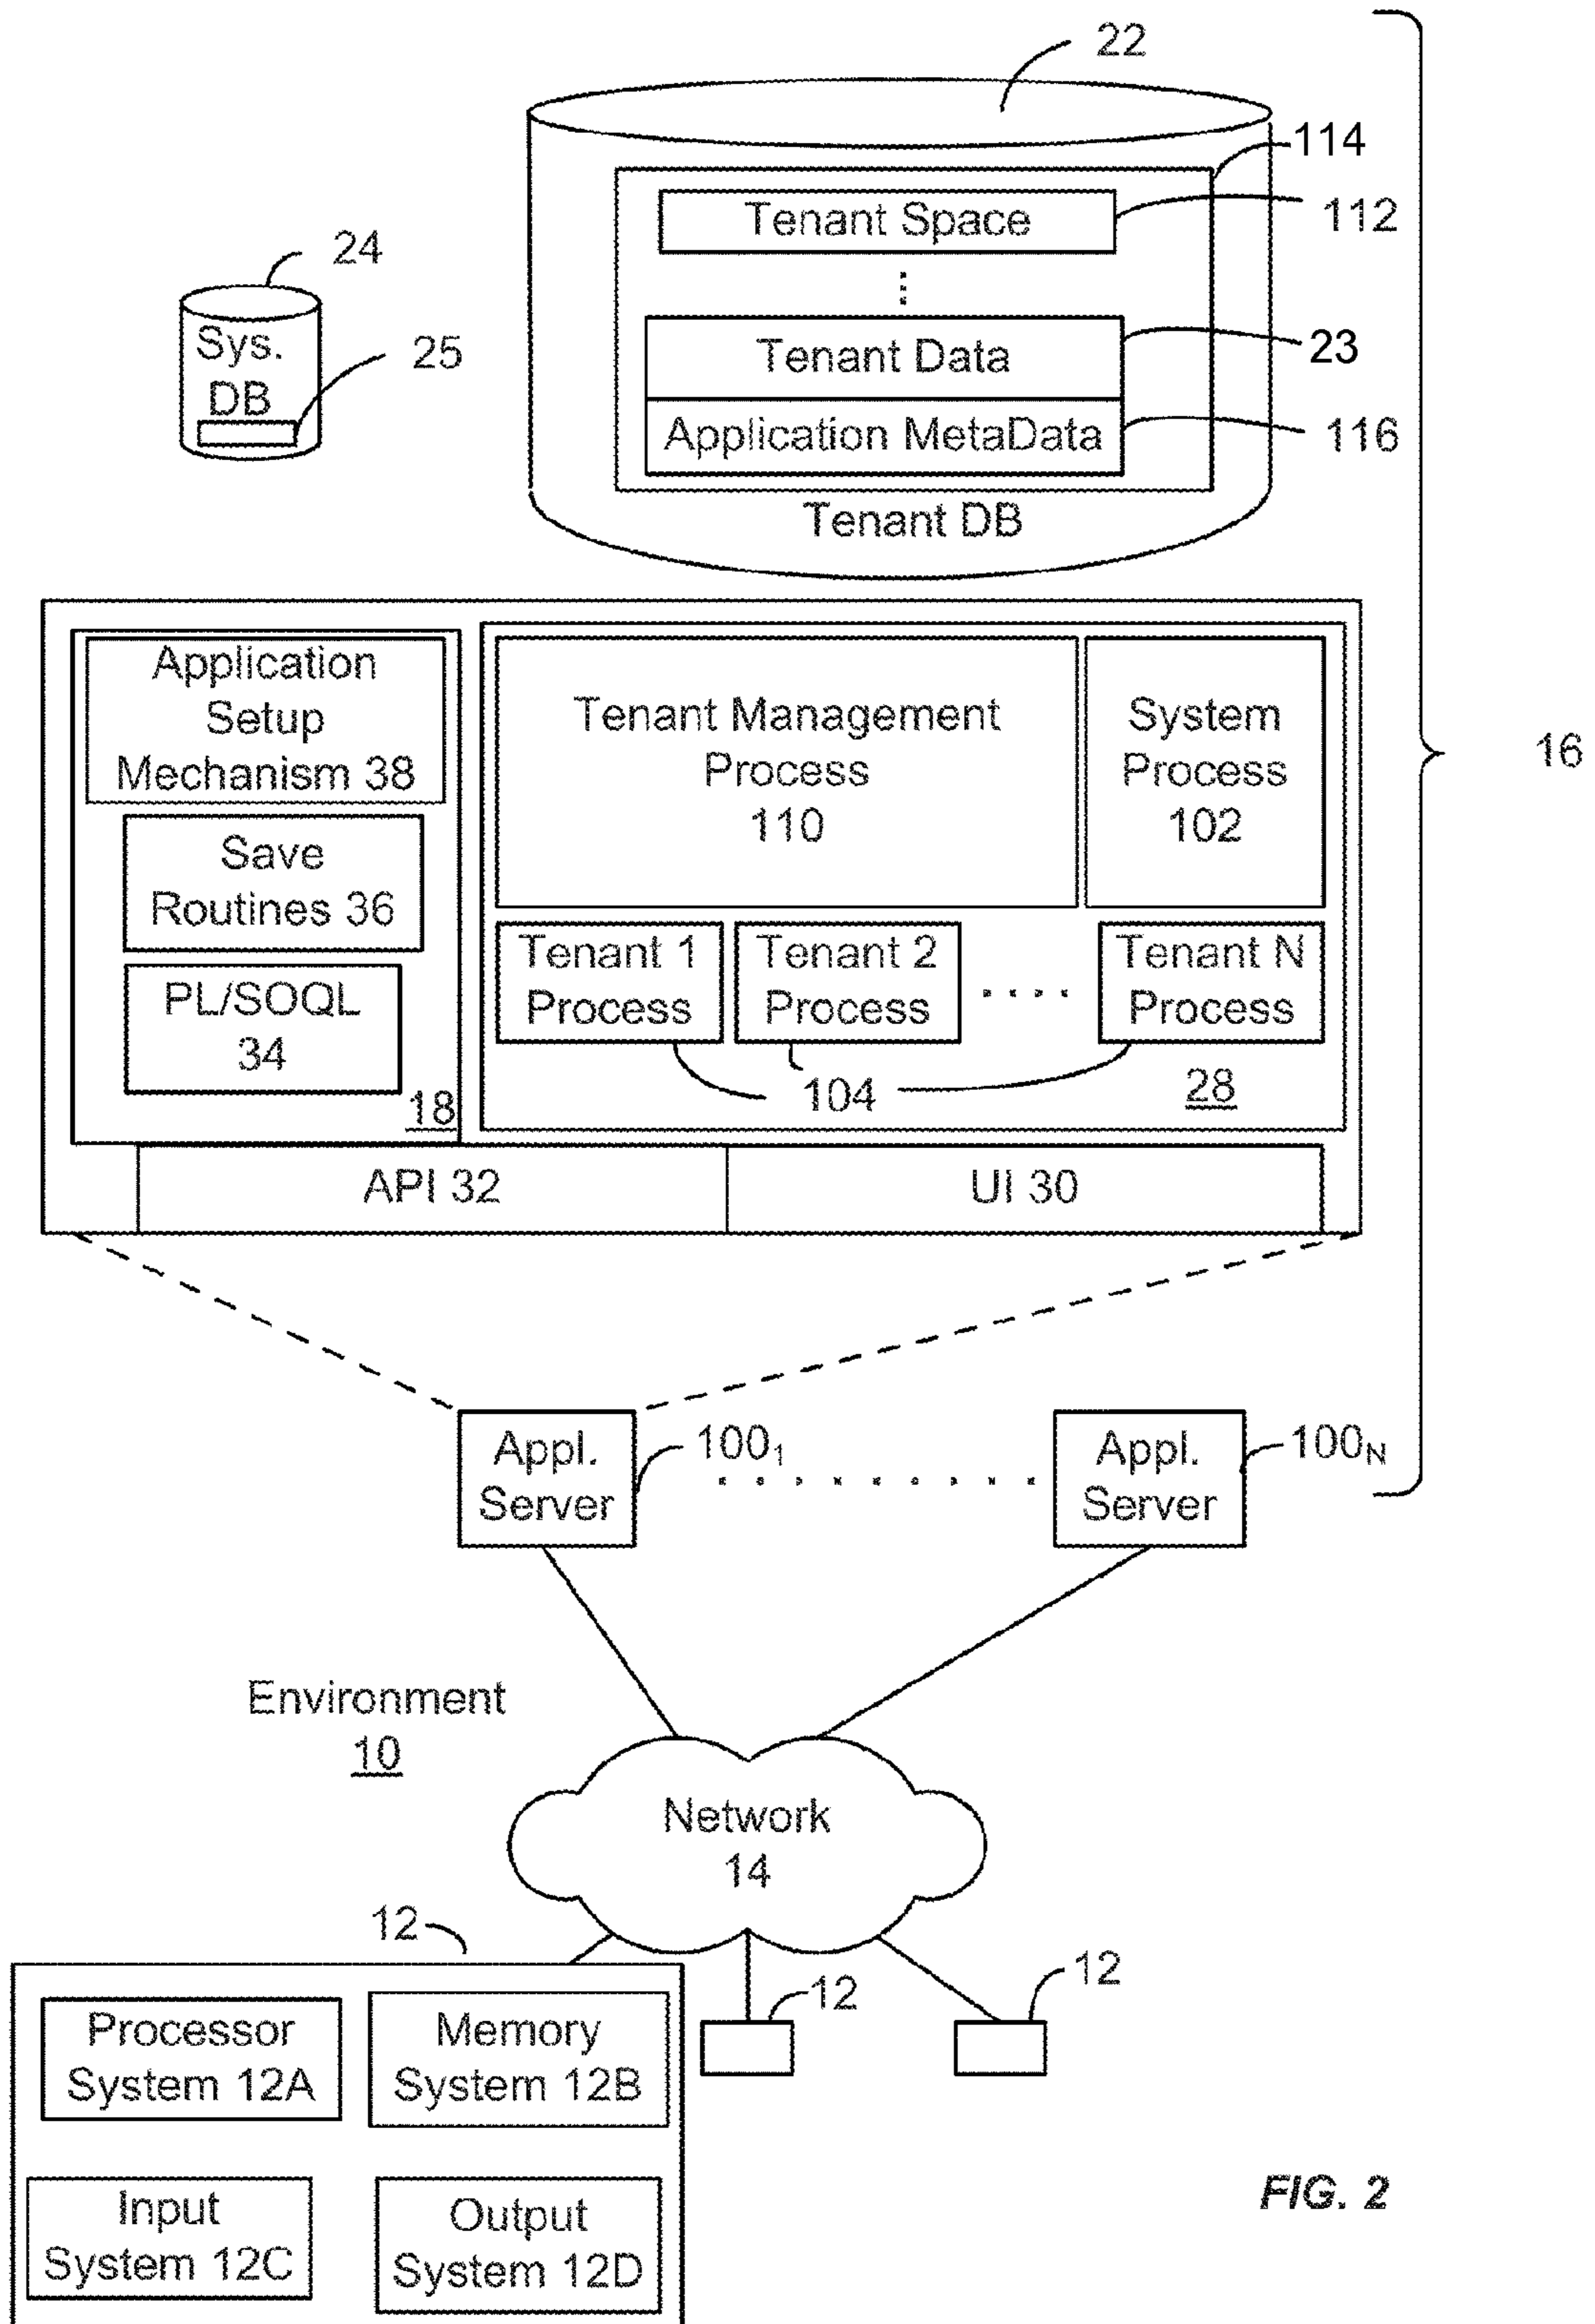 22
114
Tenant Space
112
24
Sys.
DB
25
Tenant Data
23
Application MetaData
116
Tenant DB
16
Application
Setup
Mechanism 38
Save
Routines 36
PL/SOQL
34
18
Tenant Management
Process
110
System
Process
102
Tenant 1
Process
Tenant 2
Process
Tenant N
Process
104
28
API 32
UI 30
Appl.
Server
100₁
Appl.
Server
100N
Environment
10
Network
14
12
12
12
Processor
System 12A
Memory
System 12B
Input
System 12C
Output
System 12D
FIG. 2